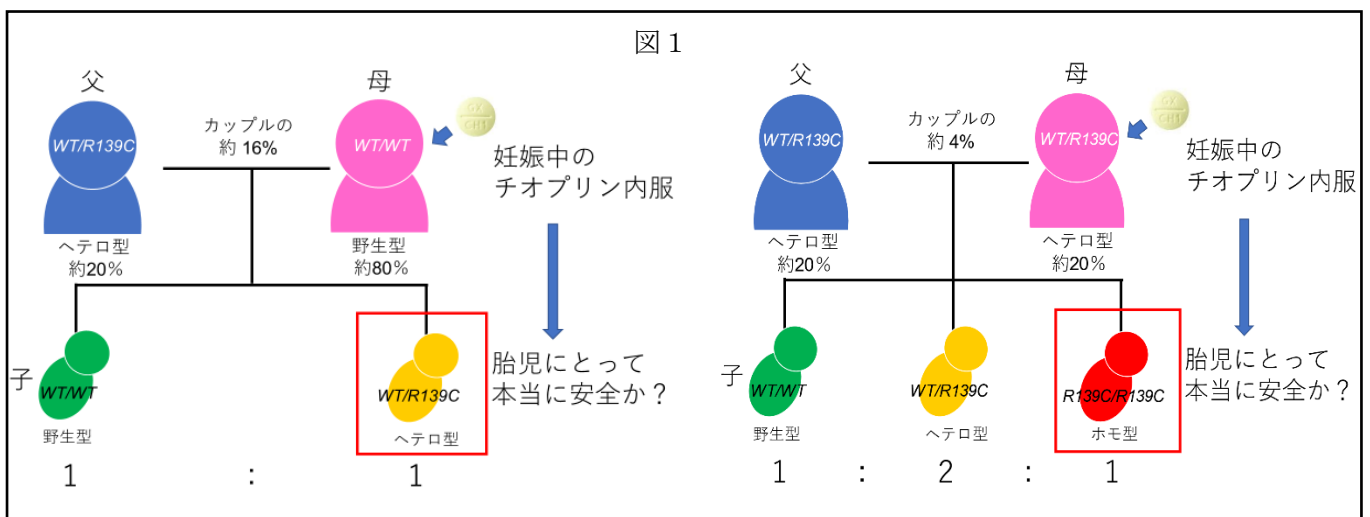 図1
父
母
WT/R139C
カップルの
約 16%
WT/WT
妊娠中の
チオプリン内服
ヘテロ型
約20%
野生型
約80%
子
WT/WT
野生型
WT/R139C
ヘテロ型
胎児にとって
本当に安全か？
1 : 1
父
母
WT/R139C
カップルの
約 4%
WT/R139C
妊娠中の
チオプリン内服
ヘテロ型
約20%
ヘテロ型
約20%
子
WT/WT
野生型
WT/R139C
ヘテロ型
R139C/R139C
ホモ型
胎児にとって
本当に安全か？
1 : 2 : 1